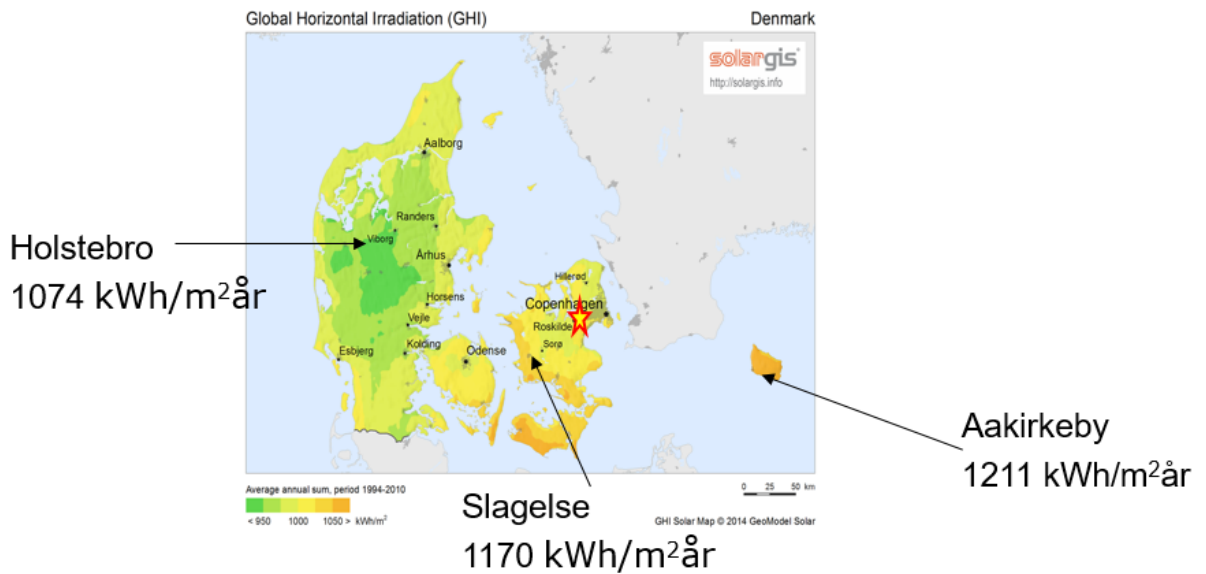 Global Horizontal Irradiation (GHI)
Denmark
solargis
http://solargis.info
Aalborg
Randers
Viborg
Holstebro
1074 kWh/m²år
Århus
Hillerød
Copenhagen
Horsens
Roskilde
Vejle
Sorø
Esbjerg
Kolding
Odense
Aakirkeby
1211 kWh/m²år
Average annual sum, period 1994-2010
< 950 1000 1050 > kWh/m²
0 25 50 km
GHI Solar Map © 2014 GeoModel Solar
Slagelse
1170 kWh/m²år